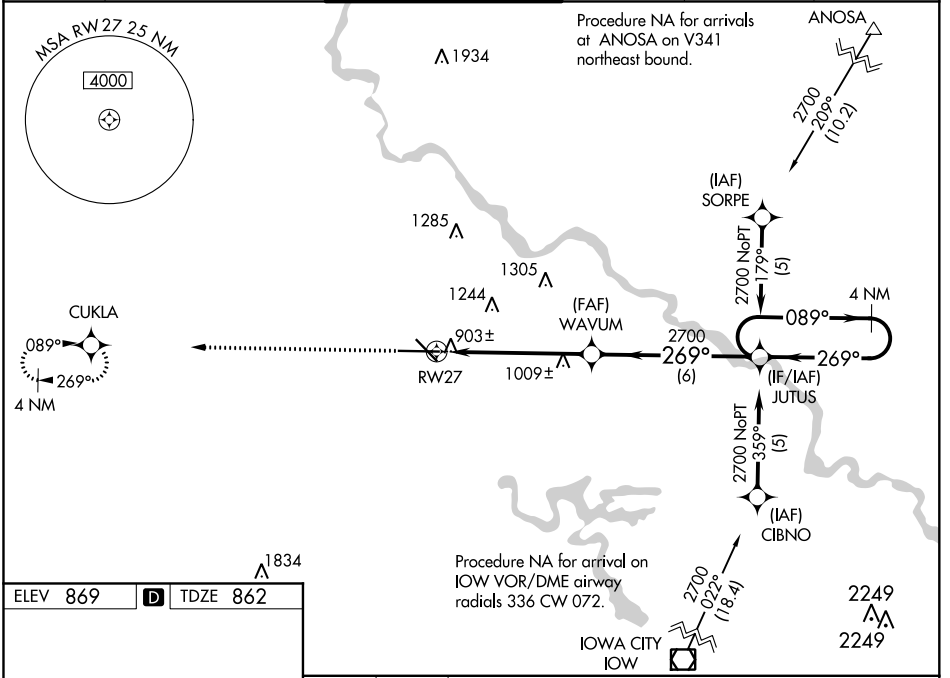 MSA RW27 25 NM
4000
1934
Procedure NA for arrivals
at ANOSA on V341
northeast bound.
ANOSA
2700
209°
(10.2)
(IAF)
SORPE
2700 NoPT
179°
(5)
1285
1305
1244
(FAF)
WAVUM
4 NM
089°
CUKLA
089°
269°
4 NM
903±
RW27
1009±
2700
269°
(6)
269°
(IF/IAF)
JUTUS
2700 NoPT
359°
(5)
(IAF)
CIBNO
1834
Procedure NA for arrival on
IOW VOR/DME airway
radials 336 CW 072.
2700
022°
(18.4)
IOWA CITY
IOW
2249
2249
ELEV 869 D TDZE 862